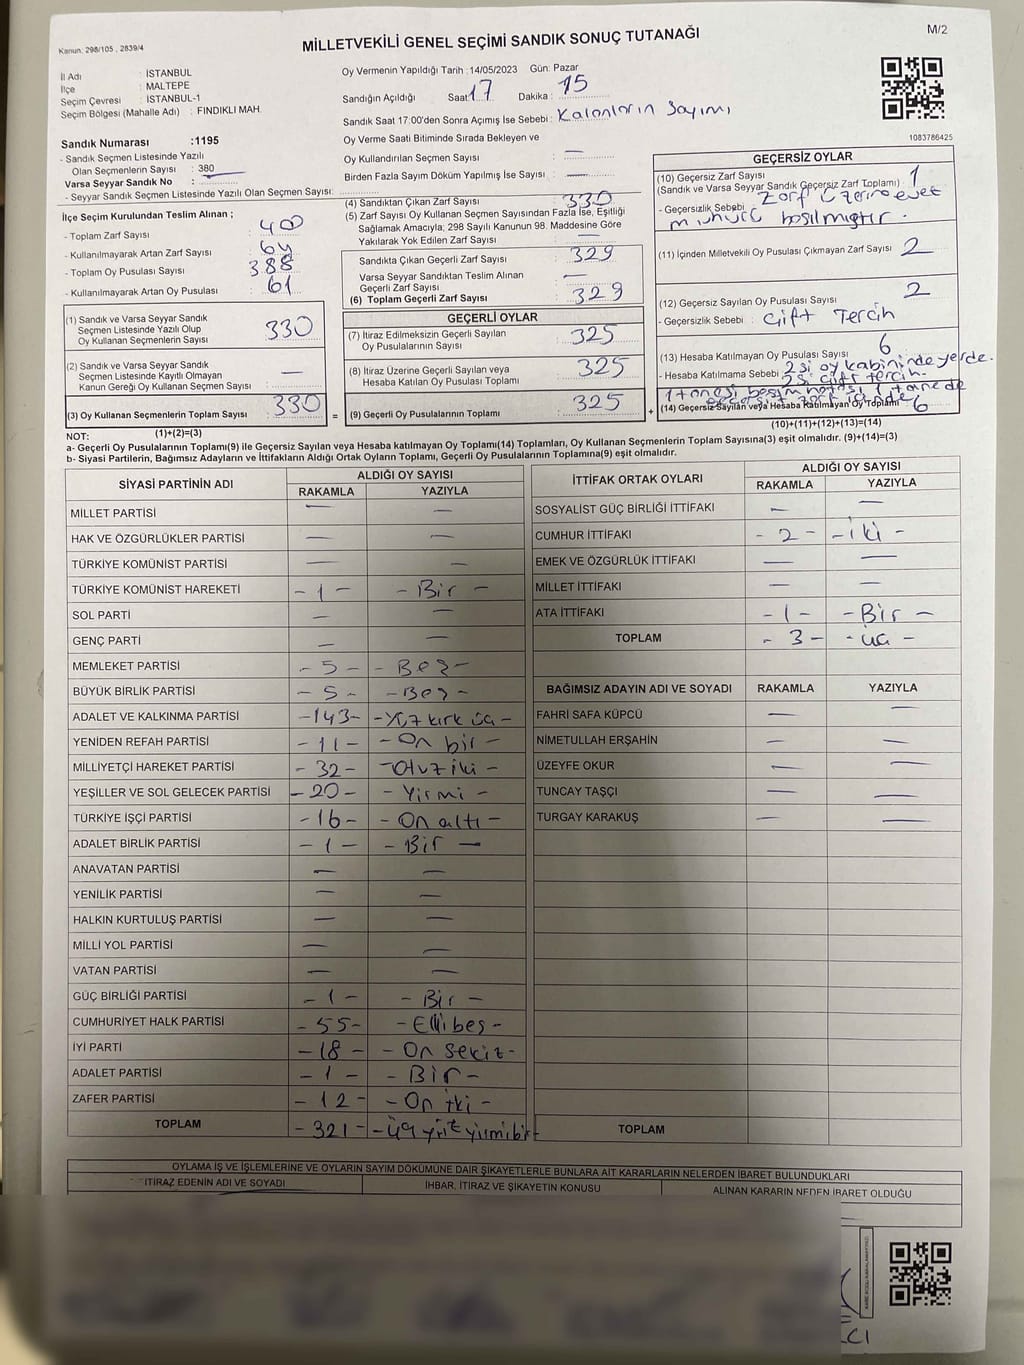 Kanun: 298/105 , 2839/4
MİLLETVEKİLİ GENEL SEÇİMİ SANDIK SONUÇ TUTANAĞI
M/2
İl Adı : İSTANBUL
İlçe : MALTEPE
Seçim Çevresi : İSTANBUL-1
Seçim Bölgesi (Mahalle Adı) : FINDIKLI MAH.
Oy Vermenin Yapıldığı Tarih :14/05/2023 Gün: Pazar
Sandığın Açıldığı Saat: 17 Dakika : 15
Sandık Saat 17:00'den Sonra Açımış İse Sebebi : Kalanların Sayımı
Oy Verme Saati Bitiminde Sırada Bekleyen ve
Oy Kullandırılan Seçmen Sayısı : —
Birden Fazla Sayım Döküm Yapılmış İse Sayısı : —
1083786425
Sandık Numarası :1195
- Sandık Seçmen Listesinde Yazılı
Olan Seçmenlerin Sayısı : 380
Varsa Seyyar Sandık No :
- Seyyar Sandık Seçmen Listesinde Yazılı Olan Seçmen Sayısı:
İlçe Seçim Kurulundan Teslim Alınan ;
- Toplam Zarf Sayısı : 400
- Kullanılmayarak Artan Zarf Sayısı : 64
- Toplam Oy Pusulası Sayısı : 388
- Kullanılmayarak Artan Oy Pusulası : 61
(1) Sandık ve Varsa Seyyar Sandık
Seçmen Listesinde Yazılı Olup
Oy Kullanan Seçmenlerin Sayısı : 330
(2) Sandık ve Varsa Seyyar Sandık
Seçmen Listesinde Kayıtlı Olmayan
Kanun Gereği Oy Kullanan Seçmen Sayısı : —
(3) Oy Kullanan Seçmenlerin Toplam Sayısı : 330
(4) Sandıktan Çıkan Zarf Sayısı : 330
(5) Zarf Sayısı Oy Kullanan Seçmen Sayısından Fazla İse, Eşitliği
Sağlamak Amacıyla; 298 Sayılı Kanunun 98. Maddesine Göre
Yakılarak Yok Edilen Zarf Sayısı : —
Sandıkta Çıkan Geçerli Zarf Sayısı : 329
Varsa Seyyar Sandıktan Teslim Alınan
Geçerli Zarf Sayısı : —
(6) Toplam Geçerli Zarf Sayısı : 329
GEÇERLİ OYLAR
(7) İtiraz Edilmeksizin Geçerli Sayılan
Oy Pusulalarının Sayısı : 325
(8) İtiraz Üzerine Geçerli Sayılan veya
Hesaba Katılan Oy Pusulası Toplamı : 325
= (9) Geçerli Oy Pusulalarının Toplamı : 325 +
GEÇERSİZ OYLAR
(10) Geçersiz Zarf Sayısı : 1
(Sandık ve Varsa Seyyar Sandık Geçersiz Zarf Toplamı)
- Geçersizlik Sebebi : Zarf üzerine evet
mühürü basılmıştır.
(11) İçinden Milletvekili Oy Pusulası Çıkmayan Zarf Sayısı : 2
(12) Geçersiz Sayılan Oy Pusulası Sayısı : 2
- Geçersizlik Sebebi : Çift Tercih
(13) Hesaba Katılmayan Oy Pusulası Sayısı : 6
- Hesaba Katılmama Sebebi : 2 si oy kabininde yerde.
2 si çift tercih.
1 tanesi basım hatası 1 tanede
(14) Geçersiz Sayılan veya Hesaba Katılmayan Oy Toplamı : 6
(10)+(11)+(12)+(13)=(14)
NOT: (1)+(2)=(3)
a- Geçerli Oy Pusulalarının Toplamı(9) ile Geçersiz Sayılan veya Hesaba katılmayan Oy Toplamı(14) Toplamları, Oy Kullanan Seçmenlerin Toplam Sayısına(3) eşit olmalıdır. (9)+(14)=(3)
b- Siyasi Partilerin, Bağımsız Adayların ve İttifakların Aldığı Ortak Oyların Toplamı, Geçerli Oy Pusulalarının Toplamına(9) eşit olmalıdır.
SİYASİ PARTİNİN ADI ALDIĞI OY SAYISI
RAKAMLA YAZIYLA
MİLLET PARTİSİ — —
HAK VE ÖZGÜRLÜKLER PARTİSİ — —
TÜRKİYE KOMÜNİST PARTİSİ — —
TÜRKİYE KOMÜNİST HAREKETİ - 1 - - Bir -
SOL PARTİ — —
GENÇ PARTİ — —
MEMLEKET PARTİSİ - 5 - - Beş -
BÜYÜK BİRLİK PARTİSİ - 5 - - Beş -
ADALET VE KALKINMA PARTİSİ - 143 - - Yüz kırk üç -
YENİDEN REFAH PARTİSİ - 11 - - On bir -
MİLLİYETÇİ HAREKET PARTİSİ - 32 - - Otuz iki -
YEŞİLLER VE SOL GELECEK PARTİSİ - 20 - - Yirmi -
TÜRKİYE İŞÇİ PARTİSİ - 16 - - On altı -
ADALET BİRLİK PARTİSİ - 1 - - Bir -
ANAVATAN PARTİSİ — —
YENİLİK PARTİSİ — —
HALKIN KURTULUŞ PARTİSİ — —
MİLLİ YOL PARTİSİ — —
VATAN PARTİSİ — —
GÜÇ BİRLİĞİ PARTİSİ - 1 - - Bir -
CUMHURİYET HALK PARTİSİ - 55 - - Elli beş -
İYİ PARTİ - 18 - - On sekiz -
ADALET PARTİSİ - 1 - - Bir -
ZAFER PARTİSİ - 12 - - On iki -
TOPLAM - 321 - - Üç yüz yirmi bir
İTTİFAK ORTAK OYLARI ALDIĞI OY SAYISI
RAKAMLA YAZIYLA
SOSYALİST GÜÇ BİRLİĞİ İTTİFAKI — —
CUMHUR İTTİFAKI - 2 - - iki -
EMEK VE ÖZGÜRLÜK İTTİFAKI — —
MİLLET İTTİFAKI — —
ATA İTTİFAKI - 1 - - Bir -
TOPLAM - 3 - - üç -
BAĞIMSIZ ADAYIN ADI VE SOYADI RAKAMLA YAZIYLA
FAHRİ SAFA KÜPCÜ — —
NİMETULLAH ERŞAHİN — —
ÜZEYFE OKUR — —
TUNCAY TAŞÇI — —
TURGAY KARAKUŞ — —
TOPLAM
OYLAMA İŞ VE İŞLEMLERİNE VE OYLARIN SAYIM DÖKÜMÜNE DAİR ŞİKAYETLERLE BUNLARA AİT KARARLARIN NELERDEN İBARET BULUNDUKLARI
İTİRAZ EDENİN ADI VE SOYADI İHBAR, İTİRAZ VE ŞİKAYETİN KONUSU ALINAN KARARIN NEDEN İBARET OLDUĞU